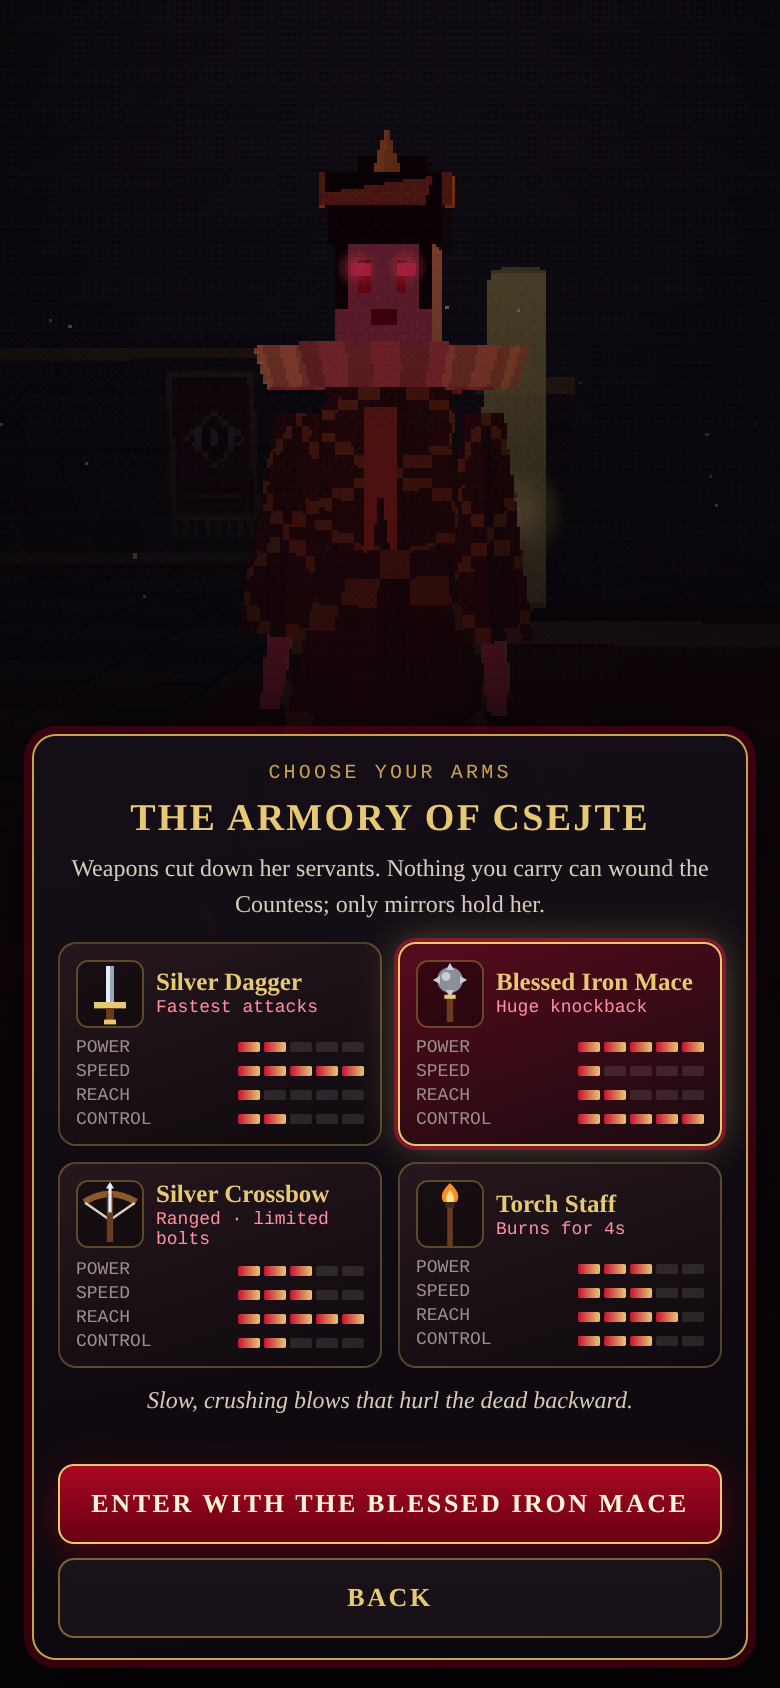 CHOOSE YOUR ARMS
THE ARMORY OF CSEJTE
Weapons cut down her servants. Nothing you carry can wound the
Countess; only mirrors hold her.
Silver Dagger
Fastest attacks
POWER
SPEED
REACH
CONTROL
Blessed Iron Mace
Huge knockback
POWER
SPEED
REACH
CONTROL
Silver Crossbow
Ranged · limited
bolts
POWER
SPEED
REACH
CONTROL
Torch Staff
Burns for 4s
POWER
SPEED
REACH
CONTROL
Slow, crushing blows that hurl the dead backward.
ENTER WITH THE BLESSED IRON MACE
BACK